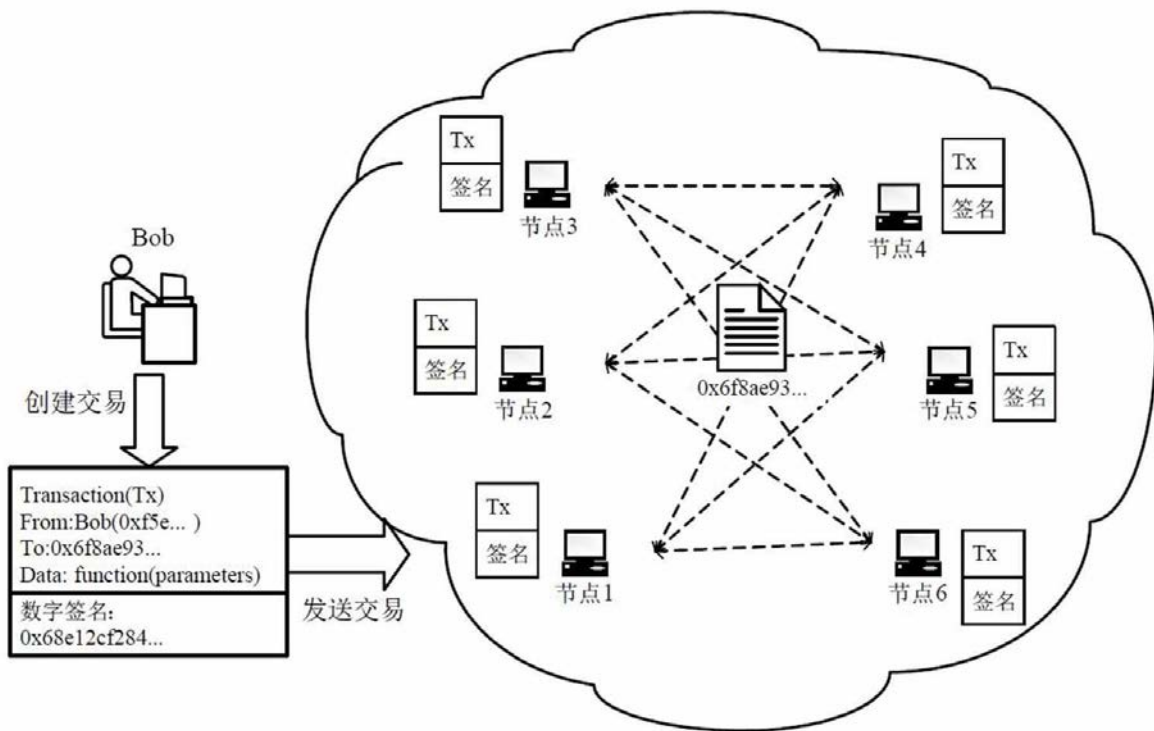 Bob
创建交易
Transaction(Tx)
From:Bob(0xf5e... )
To:0x6f8ae93...
Data: function(parameters)
数字签名：
0x68e12cf284...
发送交易
Tx
签名
节点3
Tx
签名
节点4
Tx
签名
节点2
0x6f8ae93...
Tx
签名
节点5
Tx
签名
节点1
Tx
签名
节点6